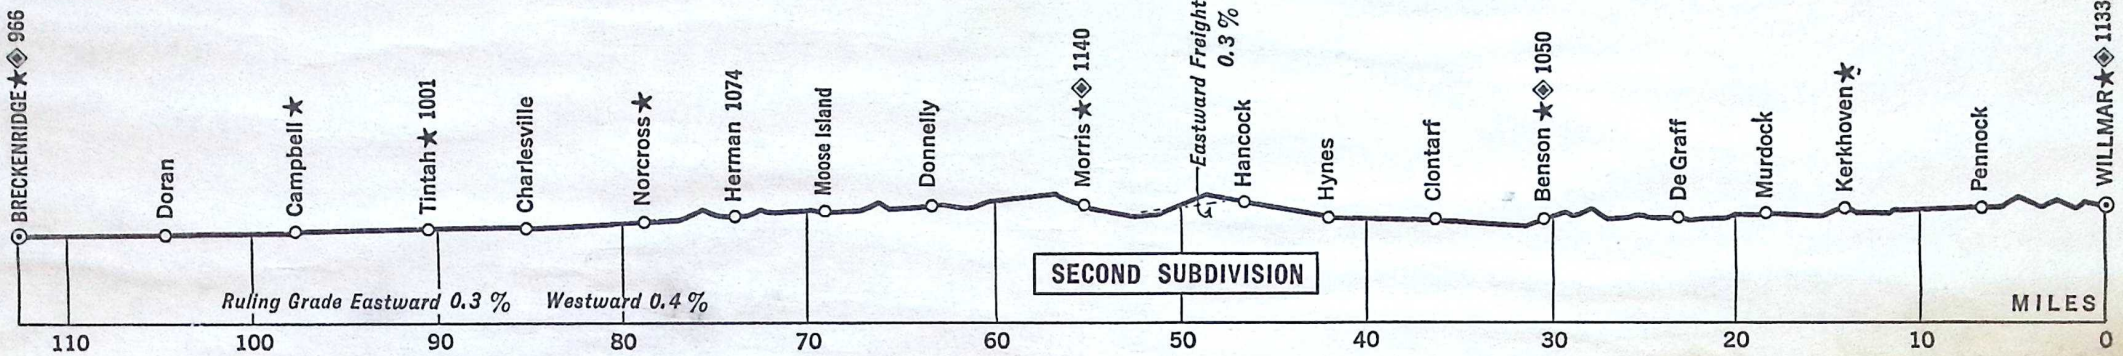 BRECKENRIDGE★◈ 966
Doran
Campbell★
Tintah★ 1001
Charlesville
Norcross★
Herman 1074
Moose Island
Donnelly
Morris★◈ 1140
Eastward Freight
0.3 %
Hancock
Hynes
Clontarf
Benson★◈ 1050
DeGraff
Murdock
Kerkhoven★
Pennock
WILLMAR★◈ 1133
SECOND SUBDIVISION
Ruling Grade Eastward 0.3 % Westward 0.4 %
MILES
110 100 90 80 70 60 50 40 30 20 10 0